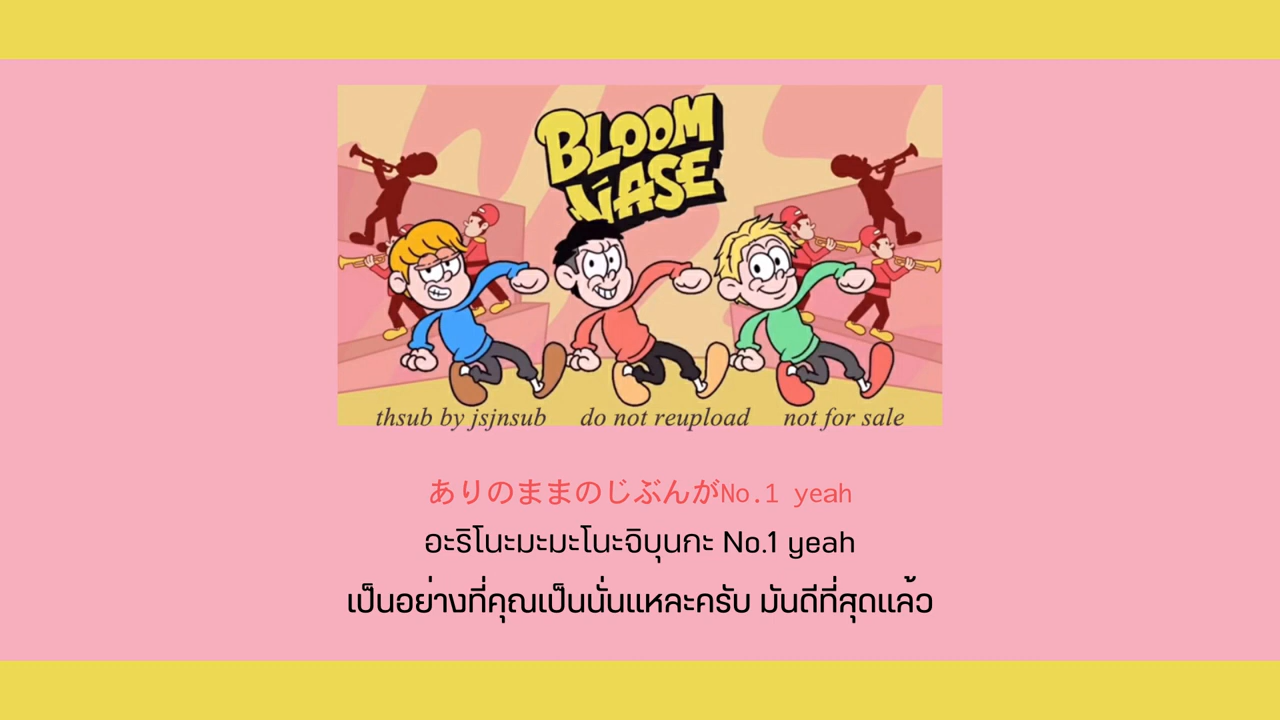 BLOOM
VASE
thsub by jsjnsub do not reupload not for sale
ありのままのじぶんがNo.1 yeah
อะริโนะมะมะโนะจิบุนกะ No.1 yeah
เป็นอย่างที่คุณเป็นนั่นแหละครับ มันดีที่สุดแล้ว